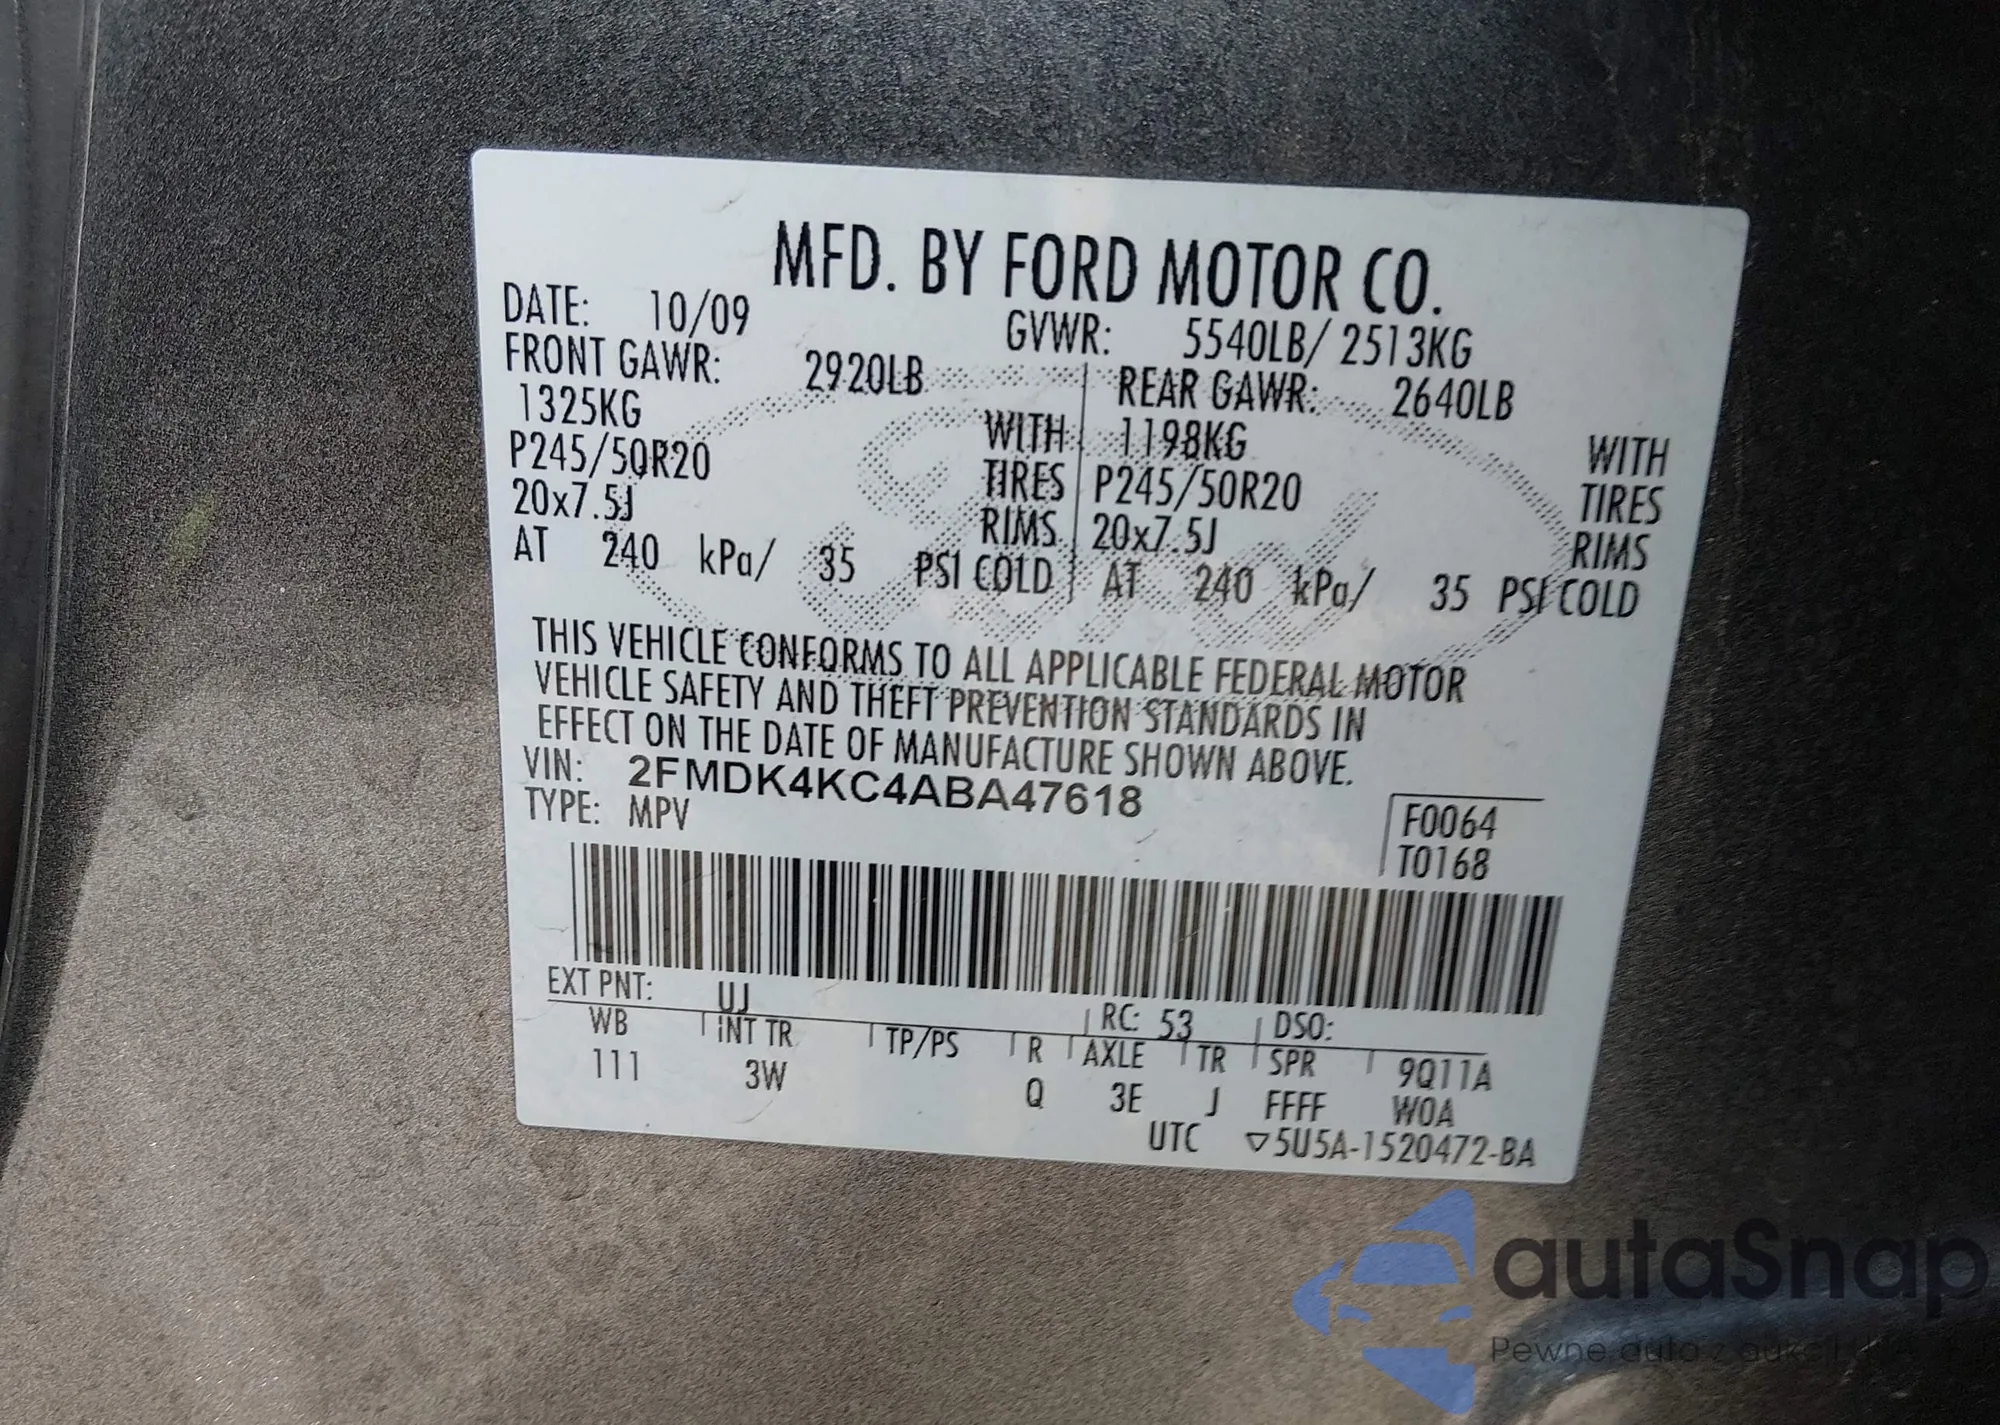 MFD. BY FORD MOTOR CO.
DATE: 10/09 GVWR: 5540LB/ 2513KG
FRONT GAWR: 2920LB REAR GAWR: 2640LB
1325KG WITH 1198KG WITH
P245/50R20 TIRES P245/50R20 TIRES
20x7.5J RIMS 20x7.5J RIMS
AT 240 kPa/ 35 PSI COLD AT 240 kPa/ 35 PSI COLD
THIS VEHICLE CONFORMS TO ALL APPLICABLE FEDERAL MOTOR
VEHICLE SAFETY AND THEFT PREVENTION STANDARDS IN
EFFECT ON THE DATE OF MANUFACTURE SHOWN ABOVE.
VIN: 2FMDK4KC4ABA47618
TYPE: MPV
F0064
T0168
EXT PNT: UJ RC: 53 DSO:
WB INT TR TP/PS R AXLE TR SPR 9Q11A
111 3W Q 3E J FFFF WOA
UTC ▽5U5A-1520472-BA
autaSnap
Pewne auta z aukcji